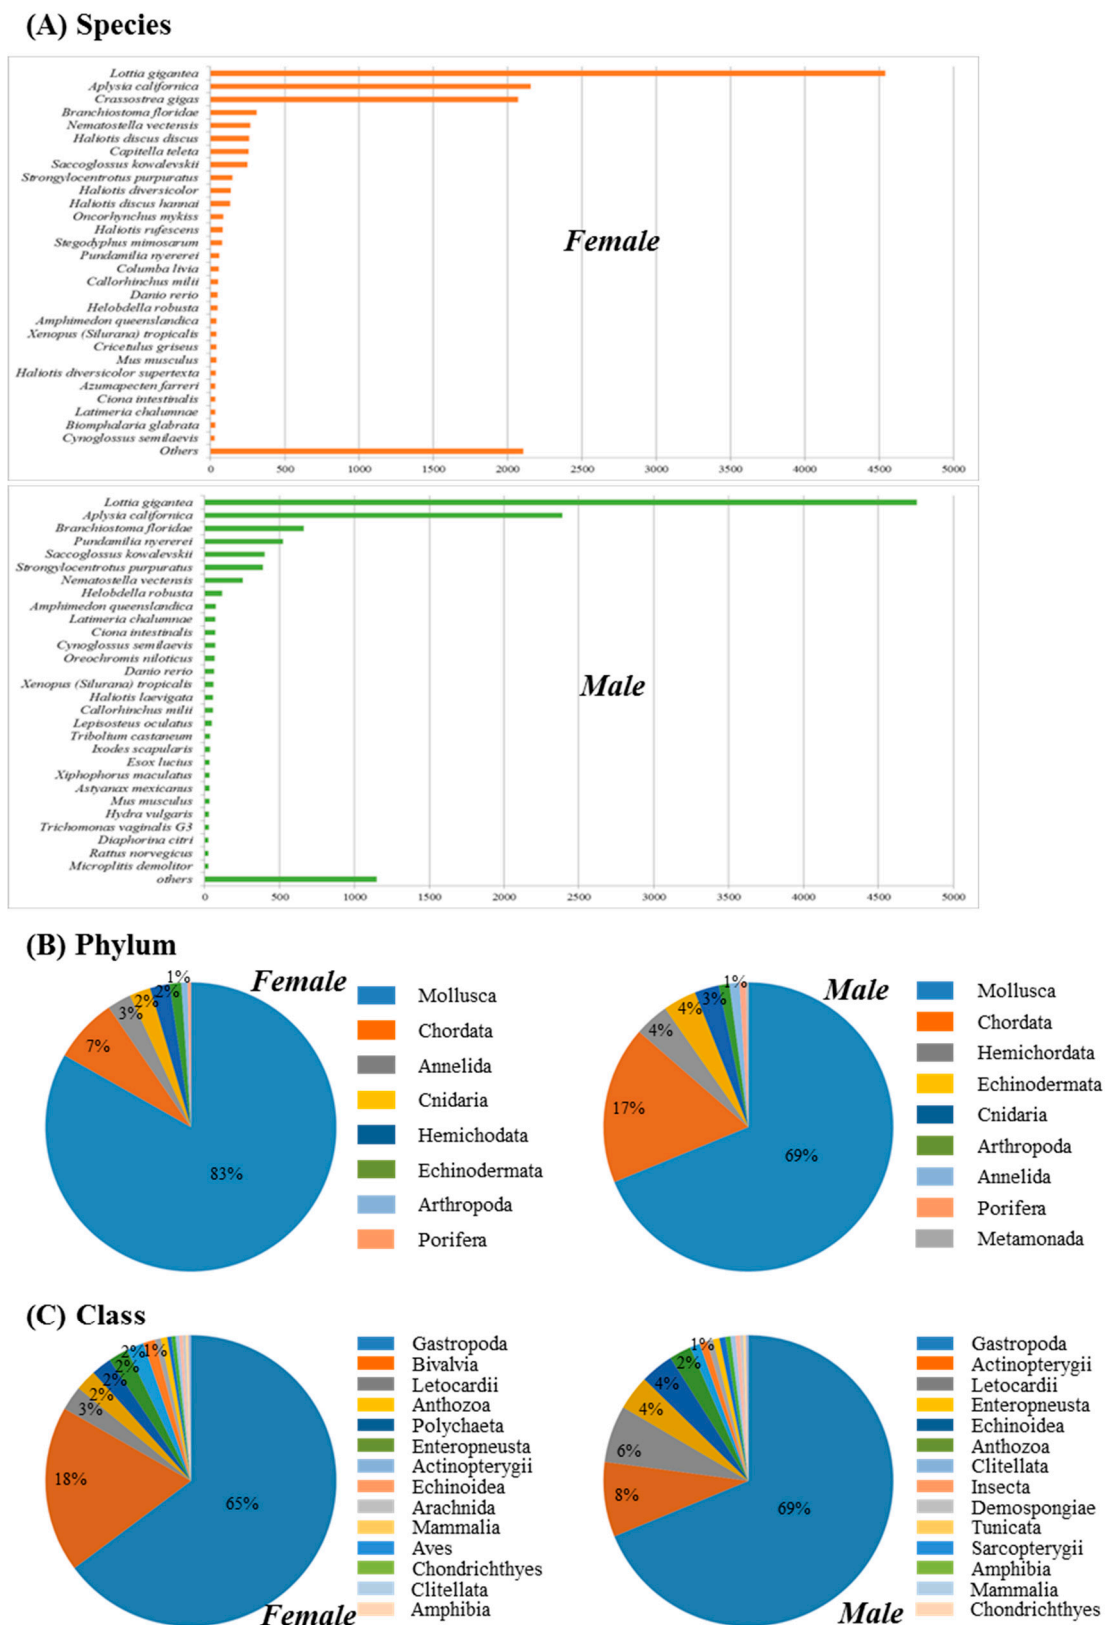 (A) Species
Lottia gigantea
Aplysia californica
Crassostrea gigas
Branchiostoma floridae
Nematostella vectensis
Haliotis discus discus
Capitella teleta
Saccoglossus kowalevskii
Strongylocentrotus purpuratus
Haliotis diversicolor
Haliotis discus hannai
Oncorhynchus mykiss
Haliotis rufescens
Stegodyphus mimosarum
Pundamilia nyererei
Columba livia
Callorhinchus milii
Danio rerio
Helobdella robusta
Amphimedon queenslandica
Xenopus (Silurana) tropicalis
Cricetulus griseus
Mus musculus
Haliotis diversicolor supertexta
Azumapecten farreri
Ciona intestinalis
Latimeria chalumnae
Biomphalaria glabrata
Cynoglossus semilaevis
Others
Female
0 500 1000 1500 2000 2500 3000 3500 4000 4500 5000
Lottia gigantea
Aplysia californica
Branchiostoma floridae
Pundamilia nyererei
Saccoglossus kowalevskii
Strongylocentrotus purpuratus
Nematostella vectensis
Helobdella robusta
Amphimedon queenslandica
Latimeria chalumnae
Ciona intestinalis
Cynoglossus semilaevis
Oreochromis niloticus
Danio rerio
Xenopus (Silurana) tropicalis
Haliotis laevigata
Callorhinchus milii
Lepisosteus oculatus
Tribolium castaneum
Ixodes scapularis
Esox lucius
Xiphophorus maculatus
Astyanax mexicanus
Mus musculus
Hydra vulgaris
Trichomonas vaginalis G3
Diaphorina citri
Rattus norvegicus
Microplitis demolitor
others
Male
0 500 1000 1500 2000 2500 3000 3500 4000 4500 5000
(B) Phylum
Female
1%
2%
2%
3%
7%
83%
Mollusca
Chordata
Annelida
Cnidaria
Hemichodata
Echinodermata
Arthropoda
Porifera
Male
1%
3%
4%
4%
17%
69%
Mollusca
Chordata
Hemichordata
Echinodermata
Cnidaria
Arthropoda
Annelida
Porifera
Metamonada
(C) Class
1%
2%
2%
2%
2%
3%
18%
65%
Female
Gastropoda
Bivalvia
Letocardii
Anthozoa
Polychaeta
Enteropneusta
Actinopterygii
Echinoidea
Arachnida
Mammalia
Aves
Chondrichthyes
Clitellata
Amphibia
1%
2%
4%
4%
6%
8%
69%
Male
Gastropoda
Actinopterygii
Letocardii
Enteropneusta
Echinoidea
Anthozoa
Clitellata
Insecta
Demospongiae
Tunicata
Sarcopterygii
Amphibia
Mammalia
Chondrichthyes